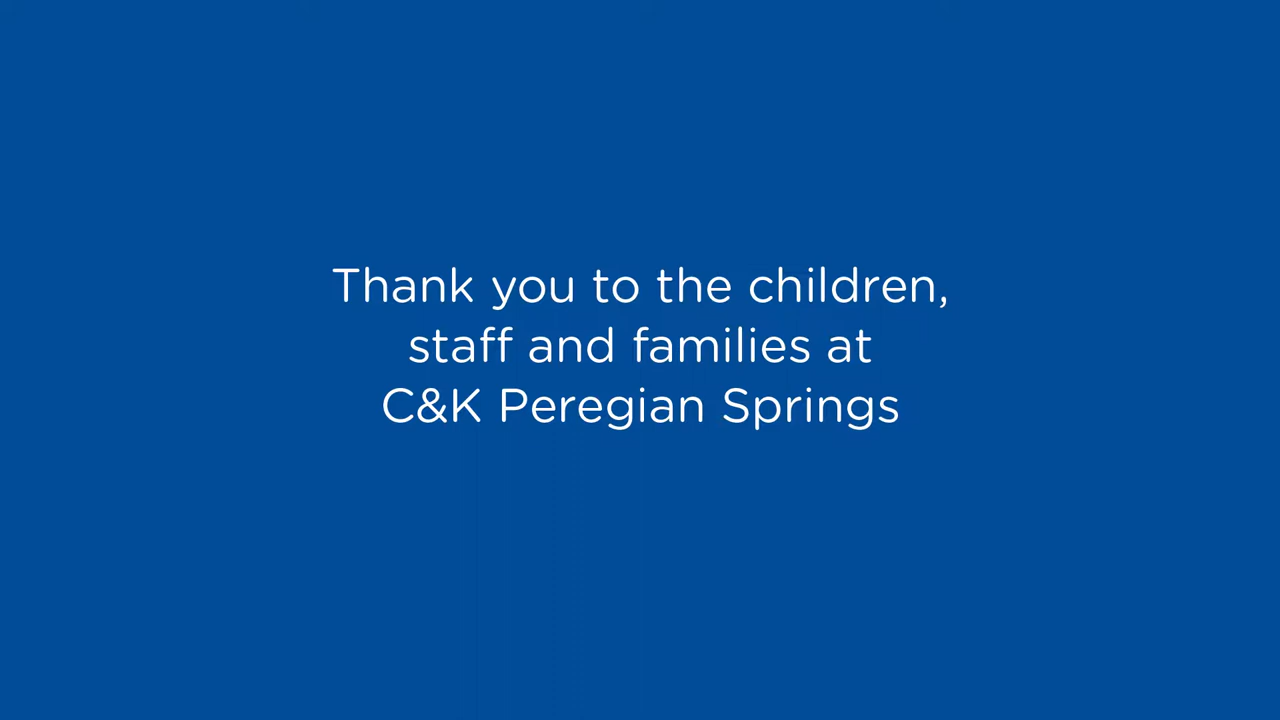 Thank you to the children,
staff and families at
C&K Peregian Springs